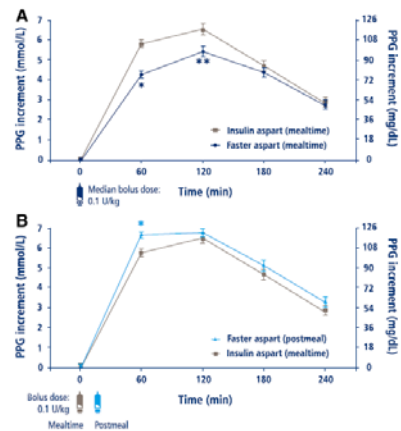 A
PPG increment (mmol/L)
7
6
5
4
3
2
1
0
126
108
90
72
54
36
18
0
PPG increment (mg/dL)
*
**
Insulin aspart (mealtime)
Faster aspart (mealtime)
0 60 120 180 240
Median bolus dose:
0.1 U/kg
Time (min)
B
PPG increment (mmol/L)
7
6
5
4
3
2
1
0
126
108
90
72
54
36
18
0
PPG increment (mg/dL)
*
Faster aspart (postmeal)
Insulin aspart (mealtime)
0 60 120 180 240
Bolus dose:
0.1 U/kg
Time (min)
Mealtime Postmeal